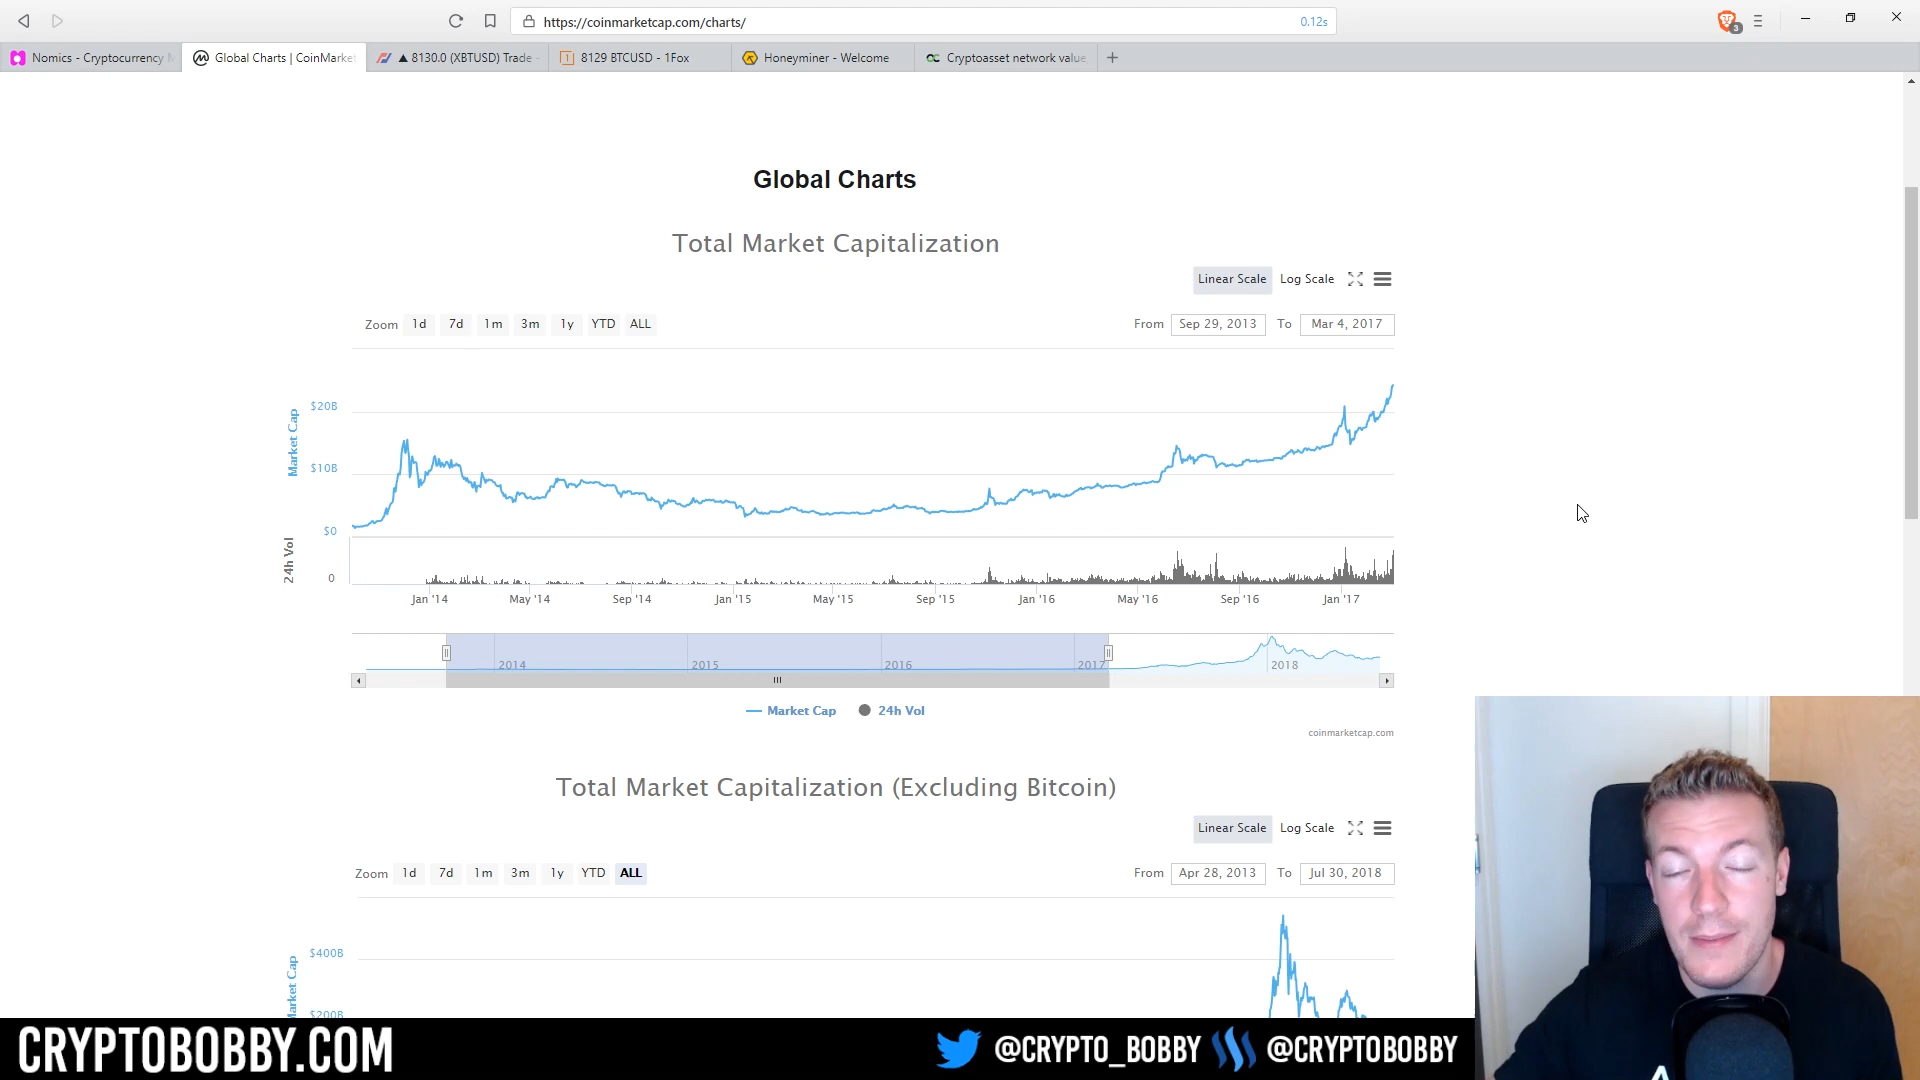 https://coinmarketcap.com/charts/
0.12s
3
Nomics - Cryptocurrency
Global Charts | CoinMarket
▲ 8130.0 (XBTUSD) Trade -
8129 BTCUSD - 1Fox
Honeyminer - Welcome
Cryptoasset network value,
Global Charts
Total Market Capitalization
Linear Scale Log Scale
Zoom 1d 7d 1m 3m 1y YTD ALL
From Sep 29, 2013 To Mar 4, 2017
Market Cap
$20B
$10B
$0
24h Vol
0
Jan '14 May '14 Sep '14 Jan '15 May '15 Sep '15 Jan '16 May '16 Sep '16 Jan '17
2014 2015 2016 2017 2018
Market Cap 24h Vol
coinmarketcap.com
Total Market Capitalization (Excluding Bitcoin)
Linear Scale Log Scale
Zoom 1d 7d 1m 3m 1y YTD ALL
From Apr 28, 2013 To Jul 30, 2018
Market Cap
$400B
$200B
CRYPTOBOBBY.COM
@CRYPTO_BOBBY @CRYPTOBOBBY